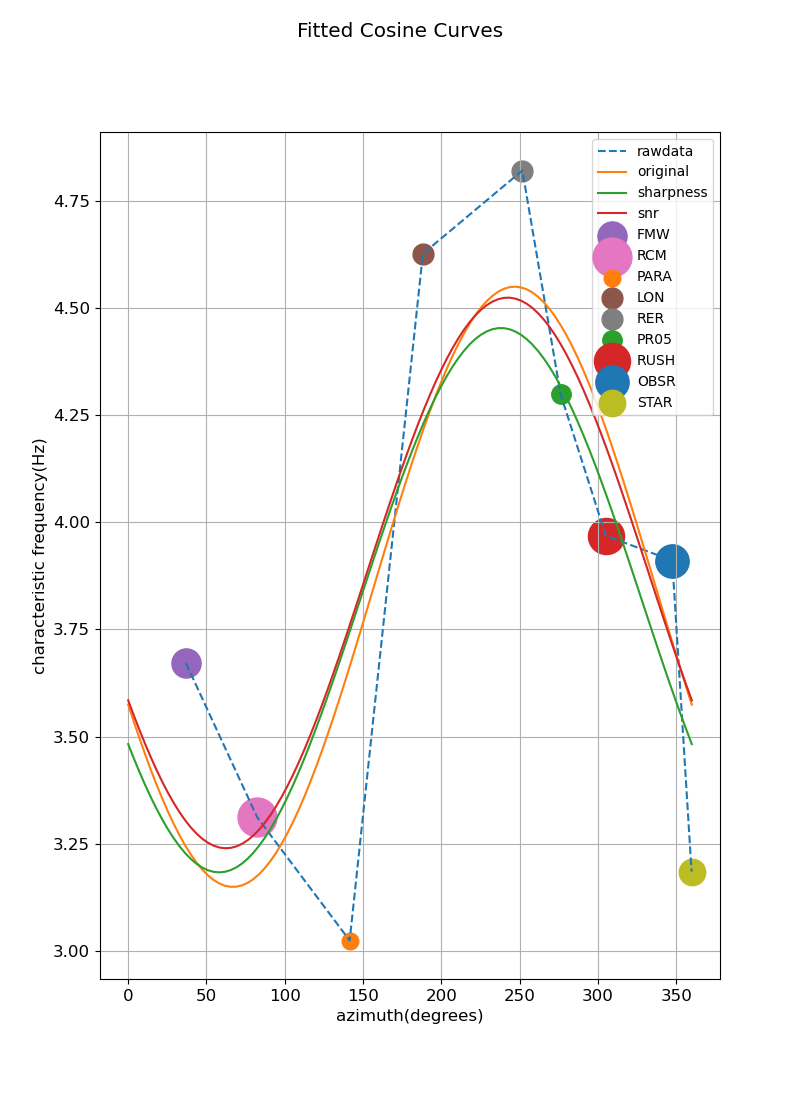 Fitted Cosine Curves
rawdata
original
sharpness
snr
FMW
RCM
PARA
LON
RER
PR05
RUSH
OBSR
STAR
characteristic frequency(Hz)
4.75
4.50
4.25
4.00
3.75
3.50
3.25
3.00
0 50 100 150 200 250 300 350
azimuth(degrees)